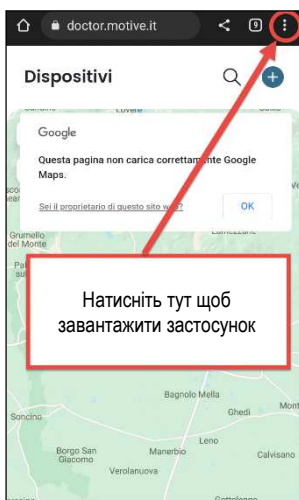 doctor.motive.it
9
Dispositivi
Lovere
Google
Questa pagina non carica correttamente Google
Maps.
Sei il proprietario di questo sito web?
OK
Grumello
del Monte
Натисніть тут щоб
завантажити застосунок
Bagnolo Mella
Ghedi
Mont
Soncino
Leno
Borgo San
Giacomo
Manerbio
Calvisano
Verolanuova
Gottolengo